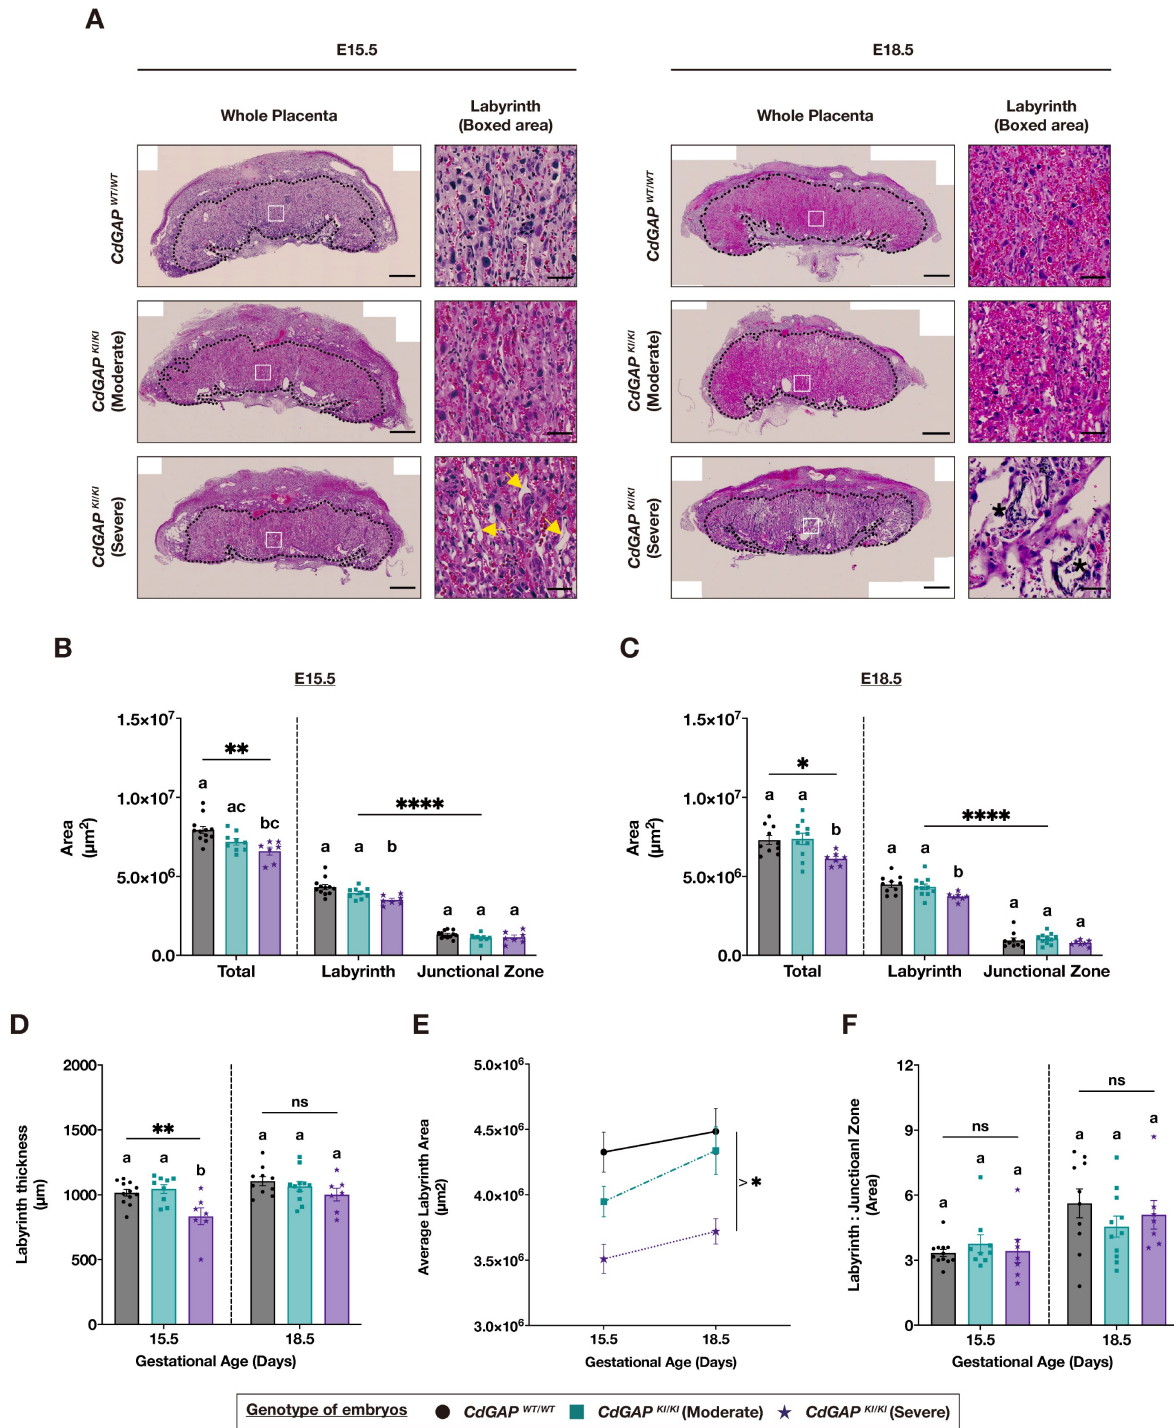 A
E15.5
E18.5
Whole Placenta
Labyrinth
(Boxed area)
Whole Placenta
Labyrinth
(Boxed area)
CdGAP WT/WT
CdGAP WT/WT
CdGAP KI/KI
(Moderate)
CdGAP KI/KI
(Moderate)
CdGAP KI/KI
(Severe)
*
*
CdGAP KI/KI
(Severe)
B
E15.5
Area
(µm²)
1.5×10⁷
1.0×10⁷
5.0×10⁶
0.0
**
a
ac
bc
****
a a b
a a a
Total
Labyrinth
Junctional Zone
C
E18.5
Area
(µm²)
1.5×10⁷
1.0×10⁷
5.0×10⁶
0.0
*
a a
b
****
a a
b
a a
a
Total
Labyrinth
Junctional Zone
D
Labyrinth thickness
(µm)
2000
1500
1000
500
0
**
a a b
ns
a a a
15.5
18.5
Gestational Age (Days)
E
Average Labyrinth Area
(µm2)
5.0×10⁶
4.5×10⁶
4.0×10⁶
3.5×10⁶
3.0×10⁶
> *
15.5
18.5
Gestational Age (Days)
F
Labyrinth : Junctioanl Zone
(Area)
12
9
6
3
0
ns
a a a
ns
a a a
15.5
18.5
Gestational Age (Days)
Genotype of embryos CdGAP WT/WT CdGAP KI/KI (Moderate) CdGAP KI/KI (Severe)